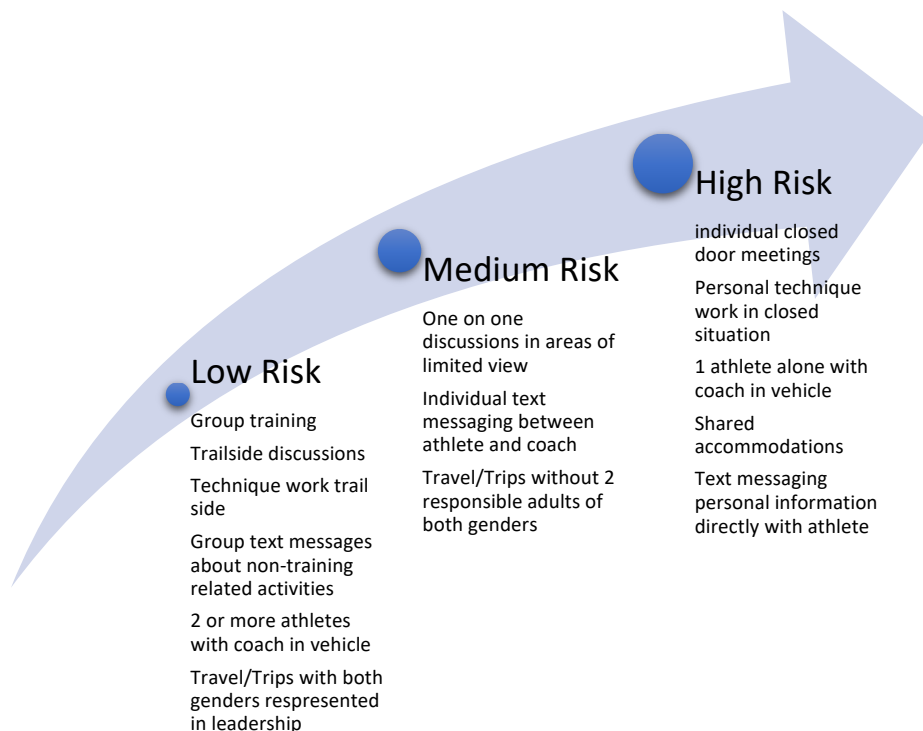 Low Risk
Group training
Trailside discussions
Technique work trail
side
Group text messages
about non-training
related activities
2 or more athletes
with coach in vehicle
Travel/Trips with both
genders respresented
in leadership
Medium Risk
One on one
discussions in areas of
limited view
Individual text
messaging between
athlete and coach
Travel/Trips without 2
responsible adults of
both genders
High Risk
individual closed
door meetings
Personal technique
work in closed
situation
1 athlete alone with
coach in vehicle
Shared
accommodations
Text messaging
personal information
directly with athlete